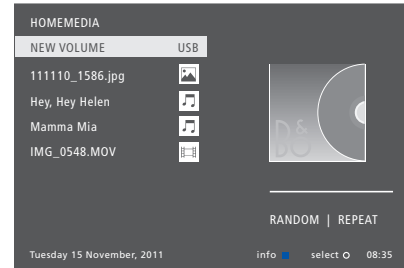 HOMEMEDIA
NEW VOLUME USB
111110_1586.jpg
Hey, Hey Helen
Mamma Mia
IMG_0548.MOV
B&O
RANDOM | REPEAT
Tuesday 15 November, 2011 info select 08:35